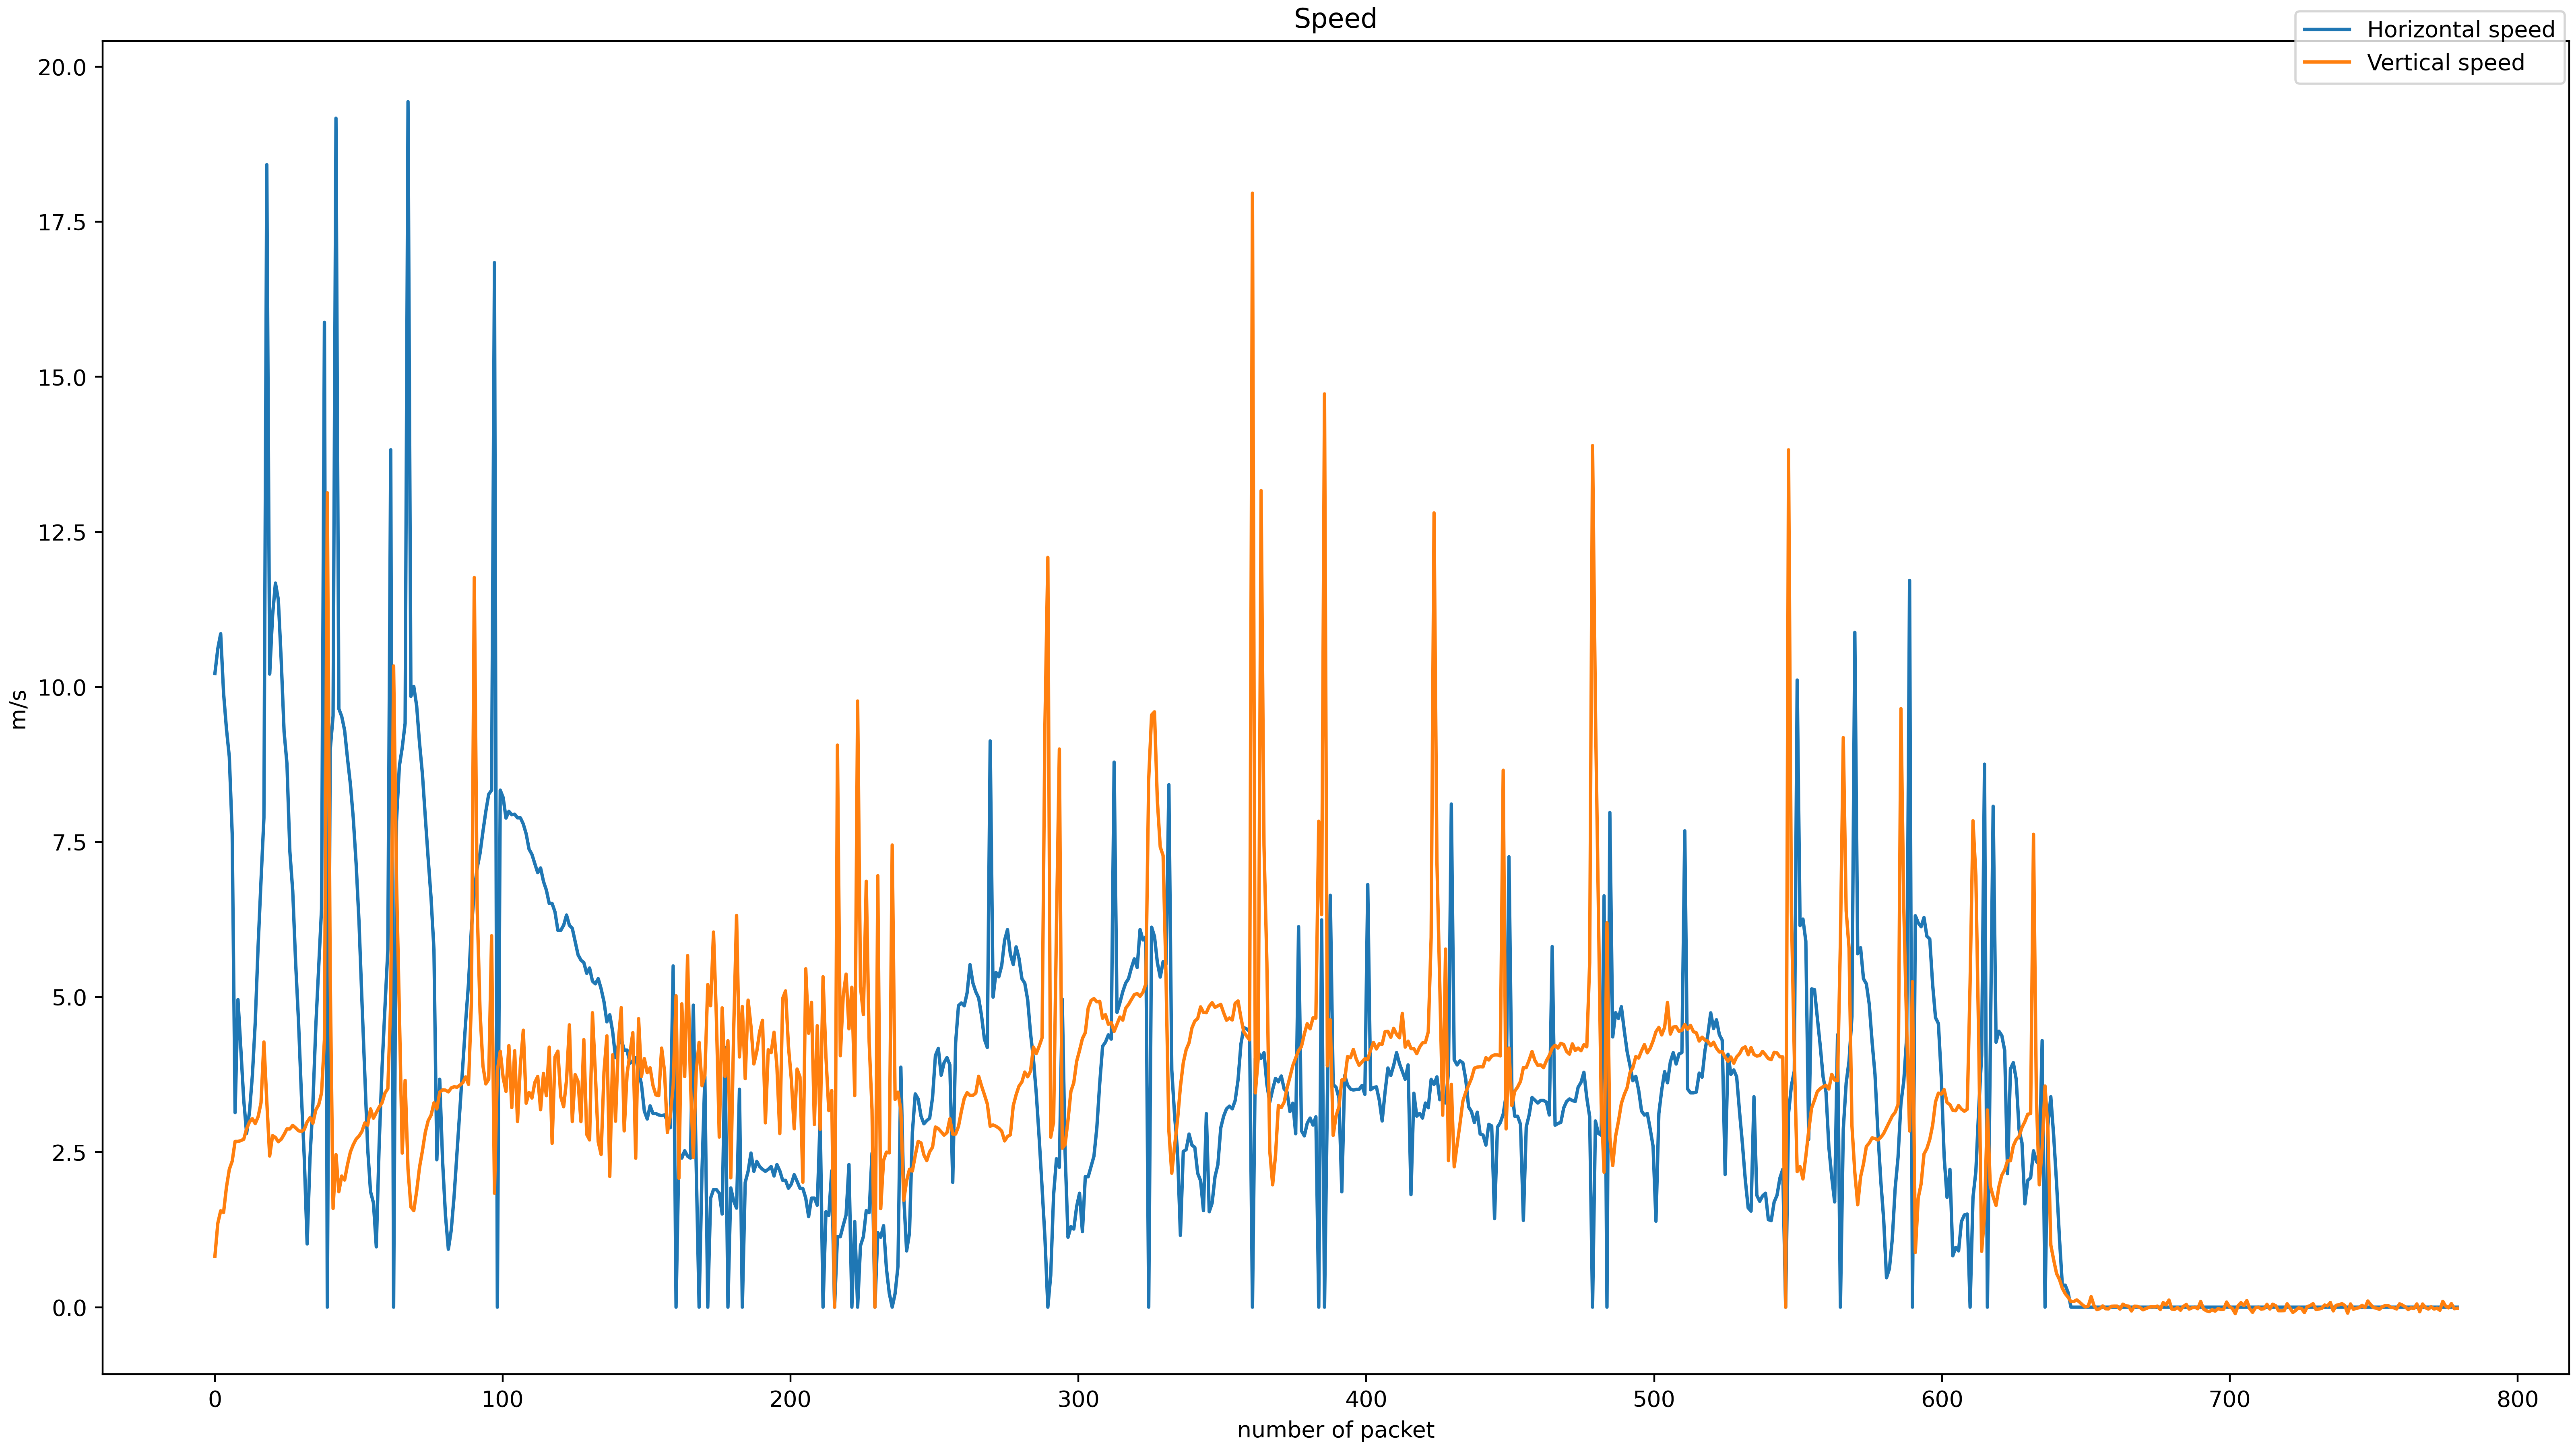 Speed
Horizontal speed
Vertical speed
20.0
17.5
15.0
12.5
10.0
7.5
5.0
2.5
0.0
m/s
0 100 200 300 400 500 600 700 800
number of packet